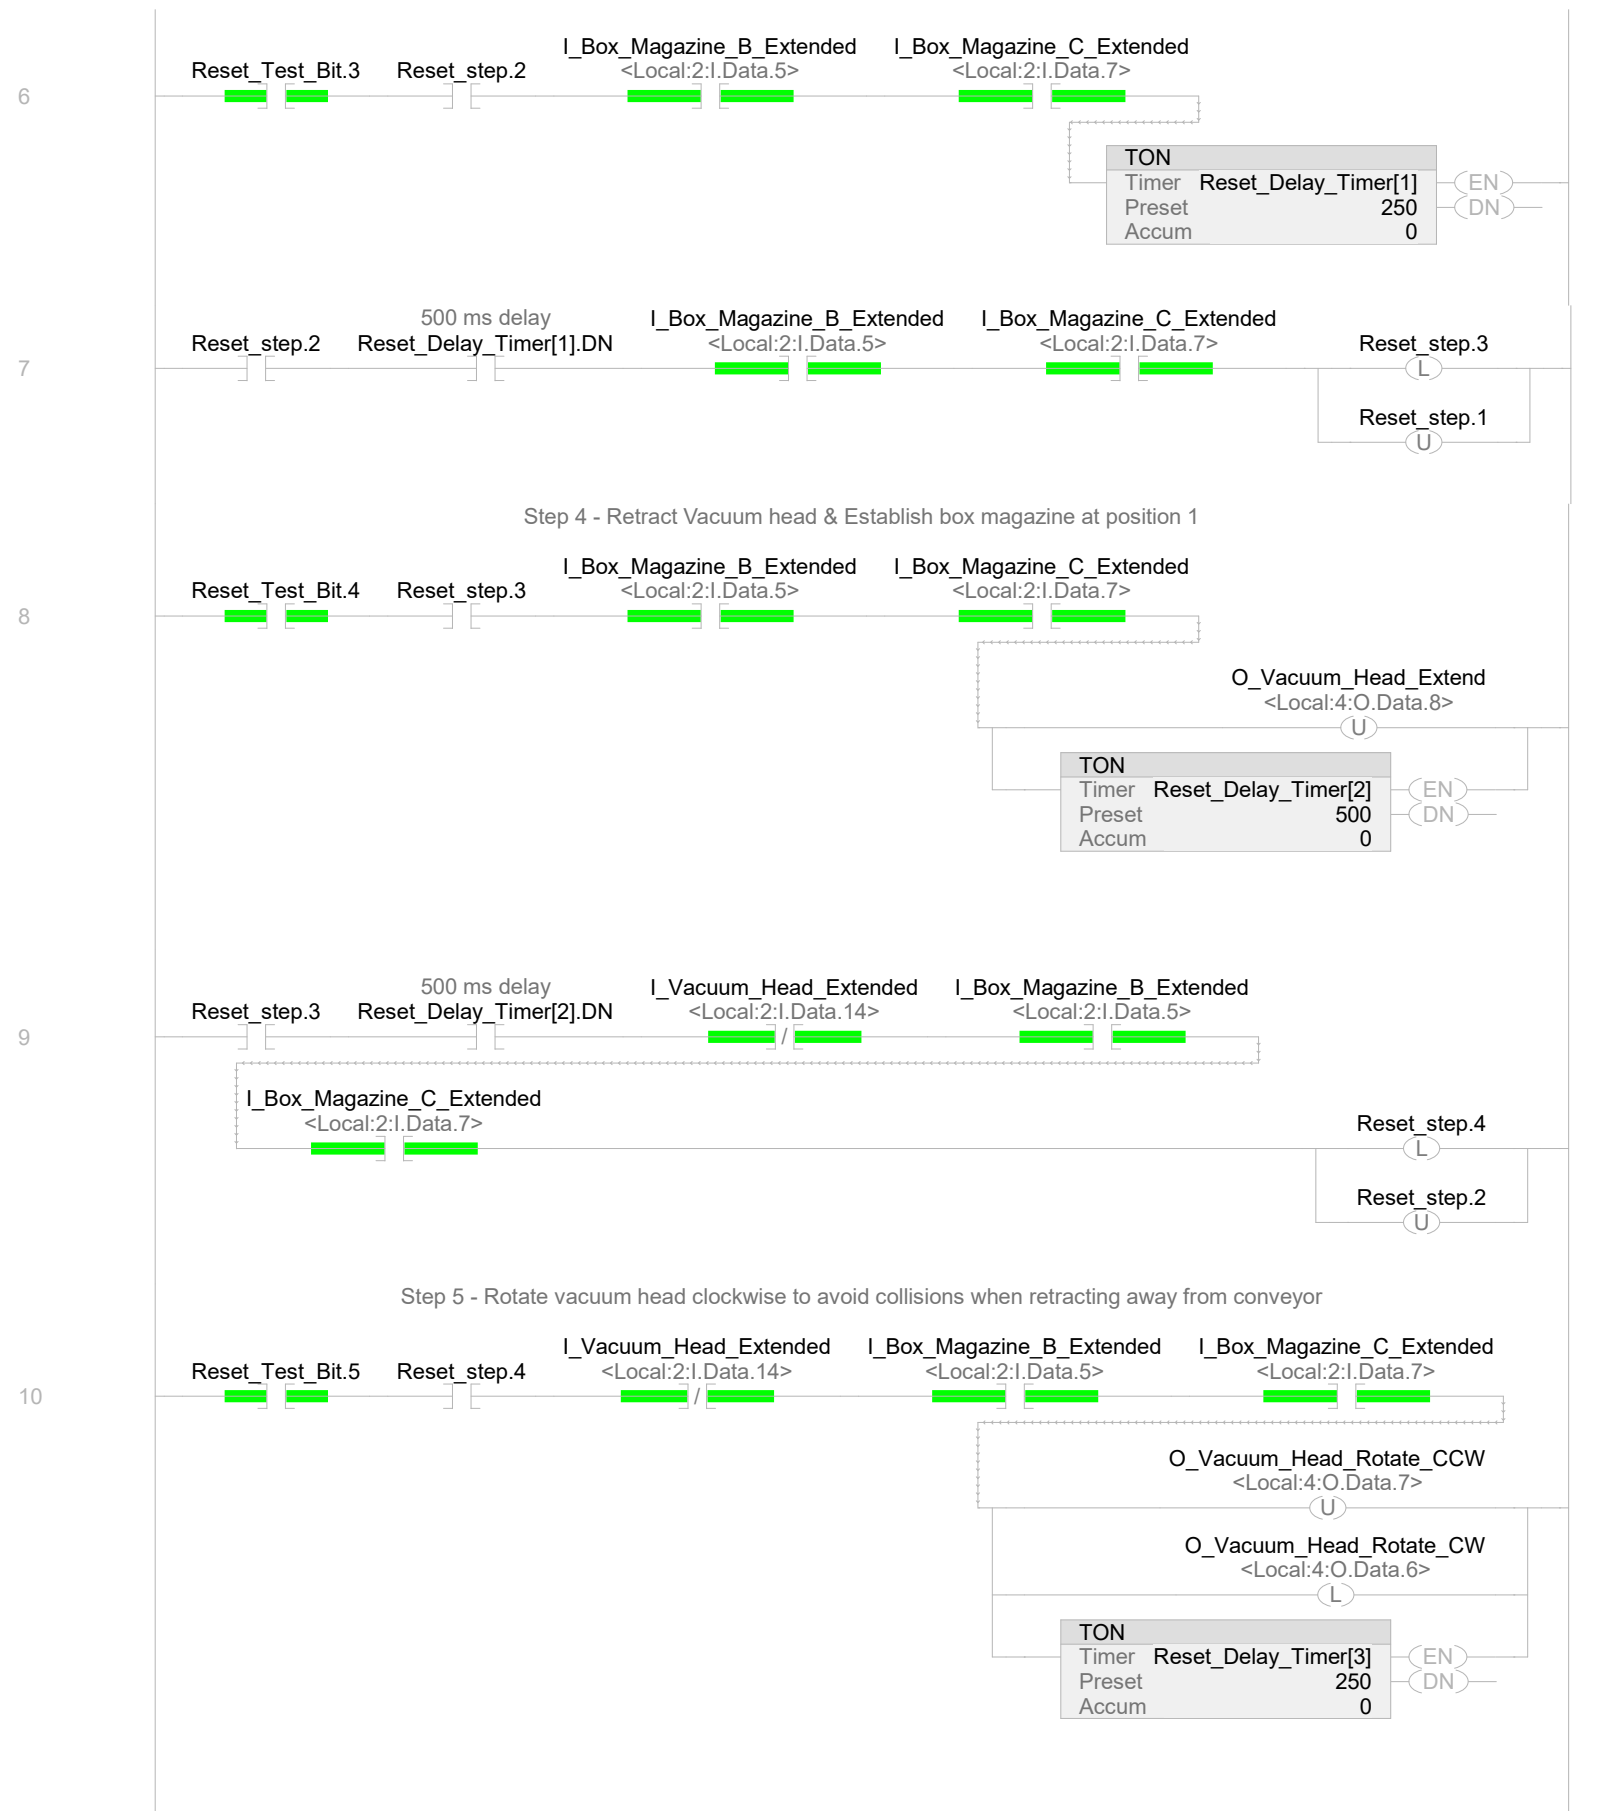 I_Box_Magazine_B_Extended I_Box_Magazine_C_Extended
Reset_Test_Bit.3 Reset_step.2 <Local:2:I.Data.5> <Local:2:I.Data.7>
6
TON
Timer Reset_Delay_Timer[1] EN
Preset 250 DN
Accum 0
500 ms delay I_Box_Magazine_B_Extended I_Box_Magazine_C_Extended
Reset_step.2 Reset_Delay_Timer[1].DN <Local:2:I.Data.5> <Local:2:I.Data.7> Reset_step.3
7 L
Reset_step.1
U
Step 4 - Retract Vacuum head & Establish box magazine at position 1
I_Box_Magazine_B_Extended I_Box_Magazine_C_Extended
Reset_Test_Bit.4 Reset_step.3 <Local:2:I.Data.5> <Local:2:I.Data.7>
8
O_Vacuum_Head_Extend
<Local:4:O.Data.8>
U
TON
Timer Reset_Delay_Timer[2] EN
Preset 500 DN
Accum 0
500 ms delay I_Vacuum_Head_Extended I_Box_Magazine_B_Extended
Reset_step.3 Reset_Delay_Timer[2].DN <Local:2:I.Data.14> <Local:2:I.Data.5>
9 /
I_Box_Magazine_C_Extended
<Local:2:I.Data.7> Reset_step.4
L
Reset_step.2
U
Step 5 - Rotate vacuum head clockwise to avoid collisions when retracting away from conveyor
I_Vacuum_Head_Extended I_Box_Magazine_B_Extended I_Box_Magazine_C_Extended
Reset_Test_Bit.5 Reset_step.4 <Local:2:I.Data.14> <Local:2:I.Data.5> <Local:2:I.Data.7>
10 /
O_Vacuum_Head_Rotate_CCW
<Local:4:O.Data.7>
U
O_Vacuum_Head_Rotate_CW
<Local:4:O.Data.6>
L
TON
Timer Reset_Delay_Timer[3] EN
Preset 250 DN
Accum 0